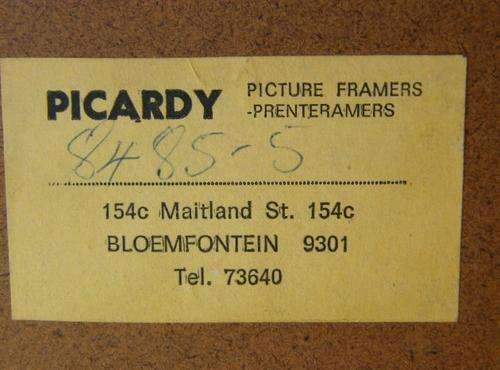 PICARDY PICTURE FRAMERS
-PRENTERAMERS
8485-5
154c Maitland St. 154c
BLOEMFONTEIN 9301
Tel. 73640